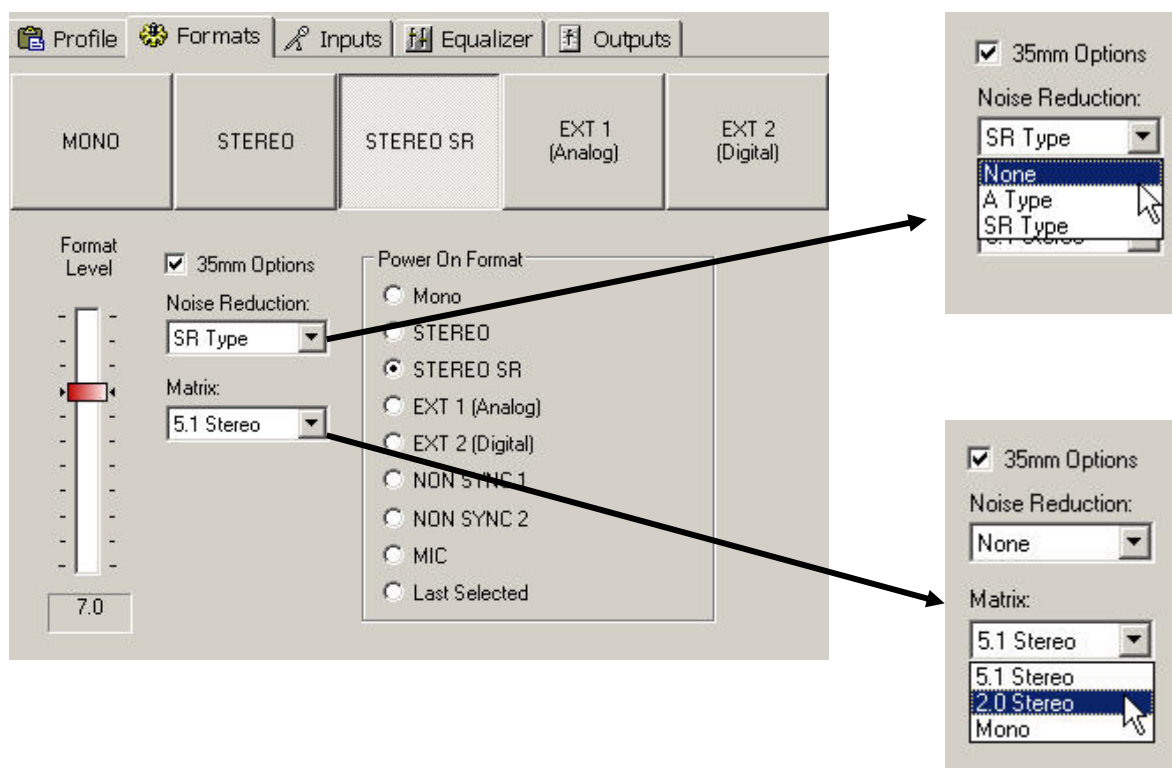 Profile Formats Inputs Equalizer Outputs
MONO
STEREO
STEREO SR
EXT 1
(Analog)
EXT 2
(Digital)
Format
Level
7.0
35mm Options
Noise Reduction:
SR Type
Matrix:
5.1 Stereo
Power On Format
Mono
STEREO
STEREO SR
EXT 1 (Analog)
EXT 2 (Digital)
NON SYNC 1
NON SYNC 2
MIC
Last Selected
35mm Options
Noise Reduction:
SR Type
None
A Type
SR Type
5.1 Stereo
35mm Options
Noise Reduction:
None
Matrix:
5.1 Stereo
5.1 Stereo
2.0 Stereo
Mono